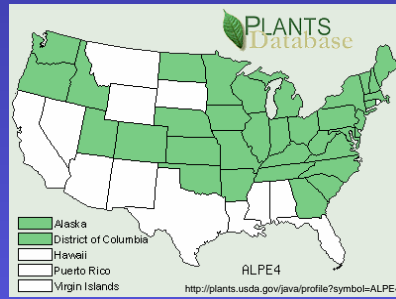 PLANTS
Database
Alaska
District of Columbia
Hawaii
Puerto Rico
Virgin Islands
ALPE4
http://plants.usda.gov/java/profile?symbol=ALPE4